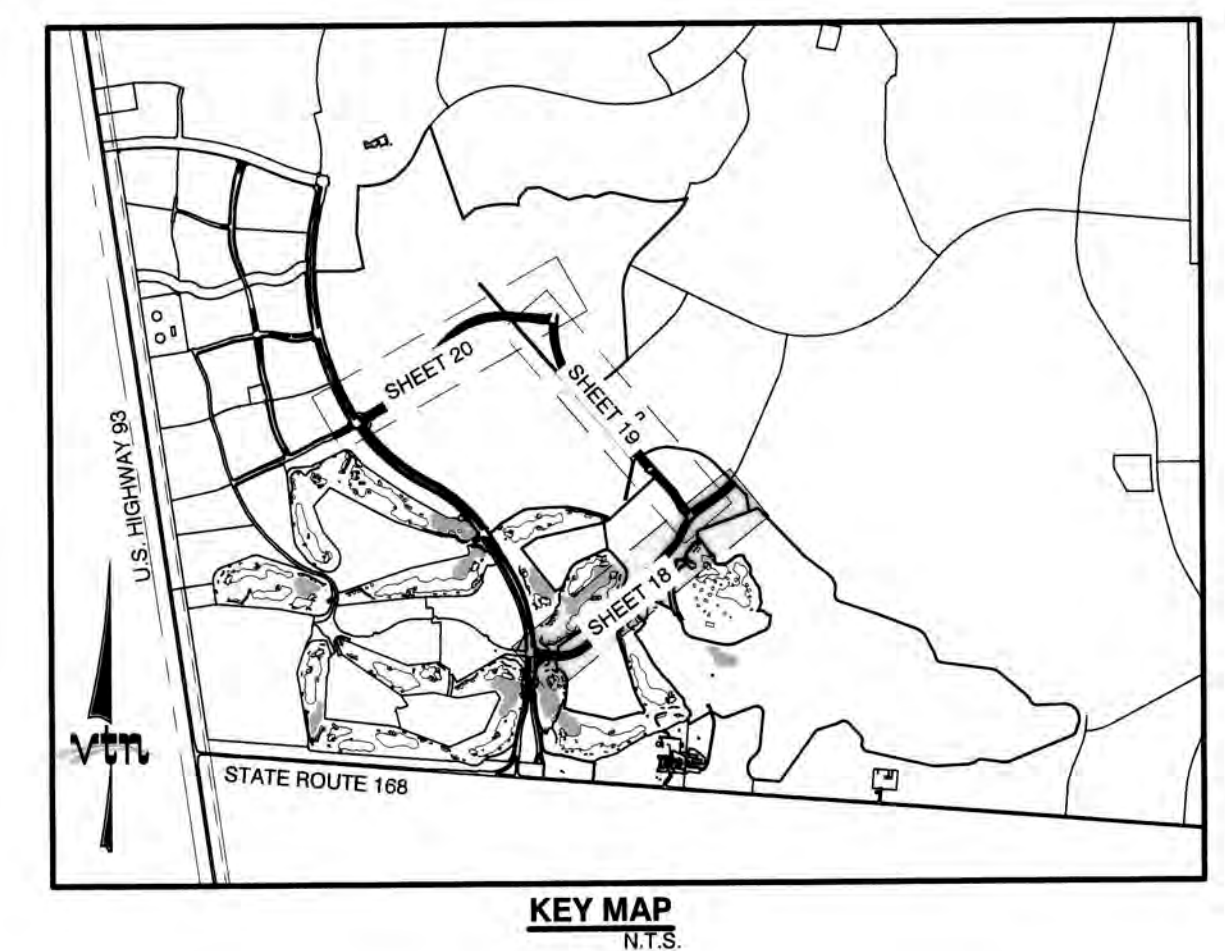 SHEET 20
SHEET 19
SHEET 18
U.S. HIGHWAY 93
vtn
STATE ROUTE 168
KEY MAP
N.T.S.